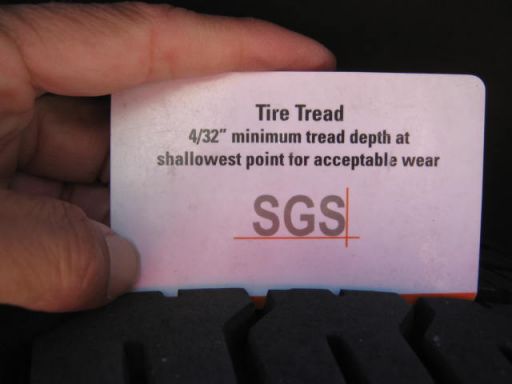 Tire Tread
4/32" minimum tread depth at
shallowest point for acceptable wear
SGS